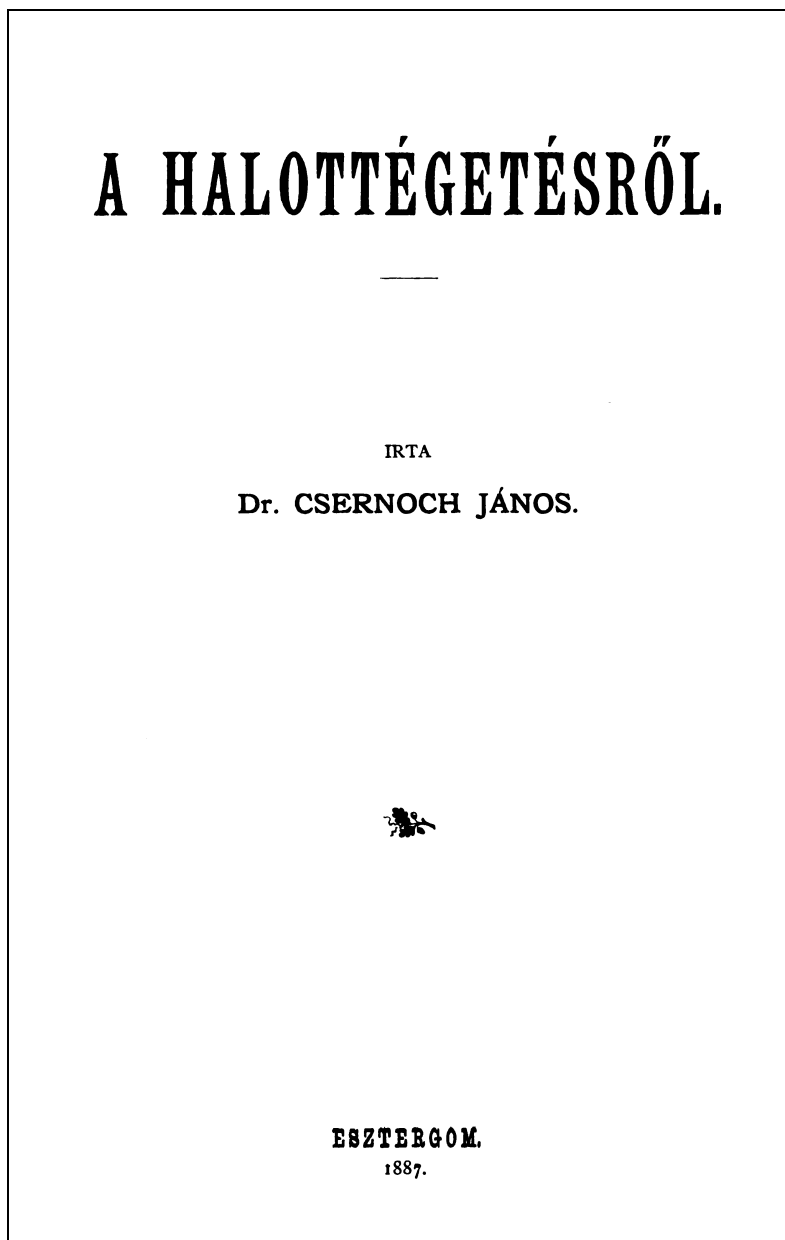 A HALOTTÉGETÉSRŐL.
IRTA
Dr. CSERNOCH JÁNOS.
ESZTERGOM.
1887.